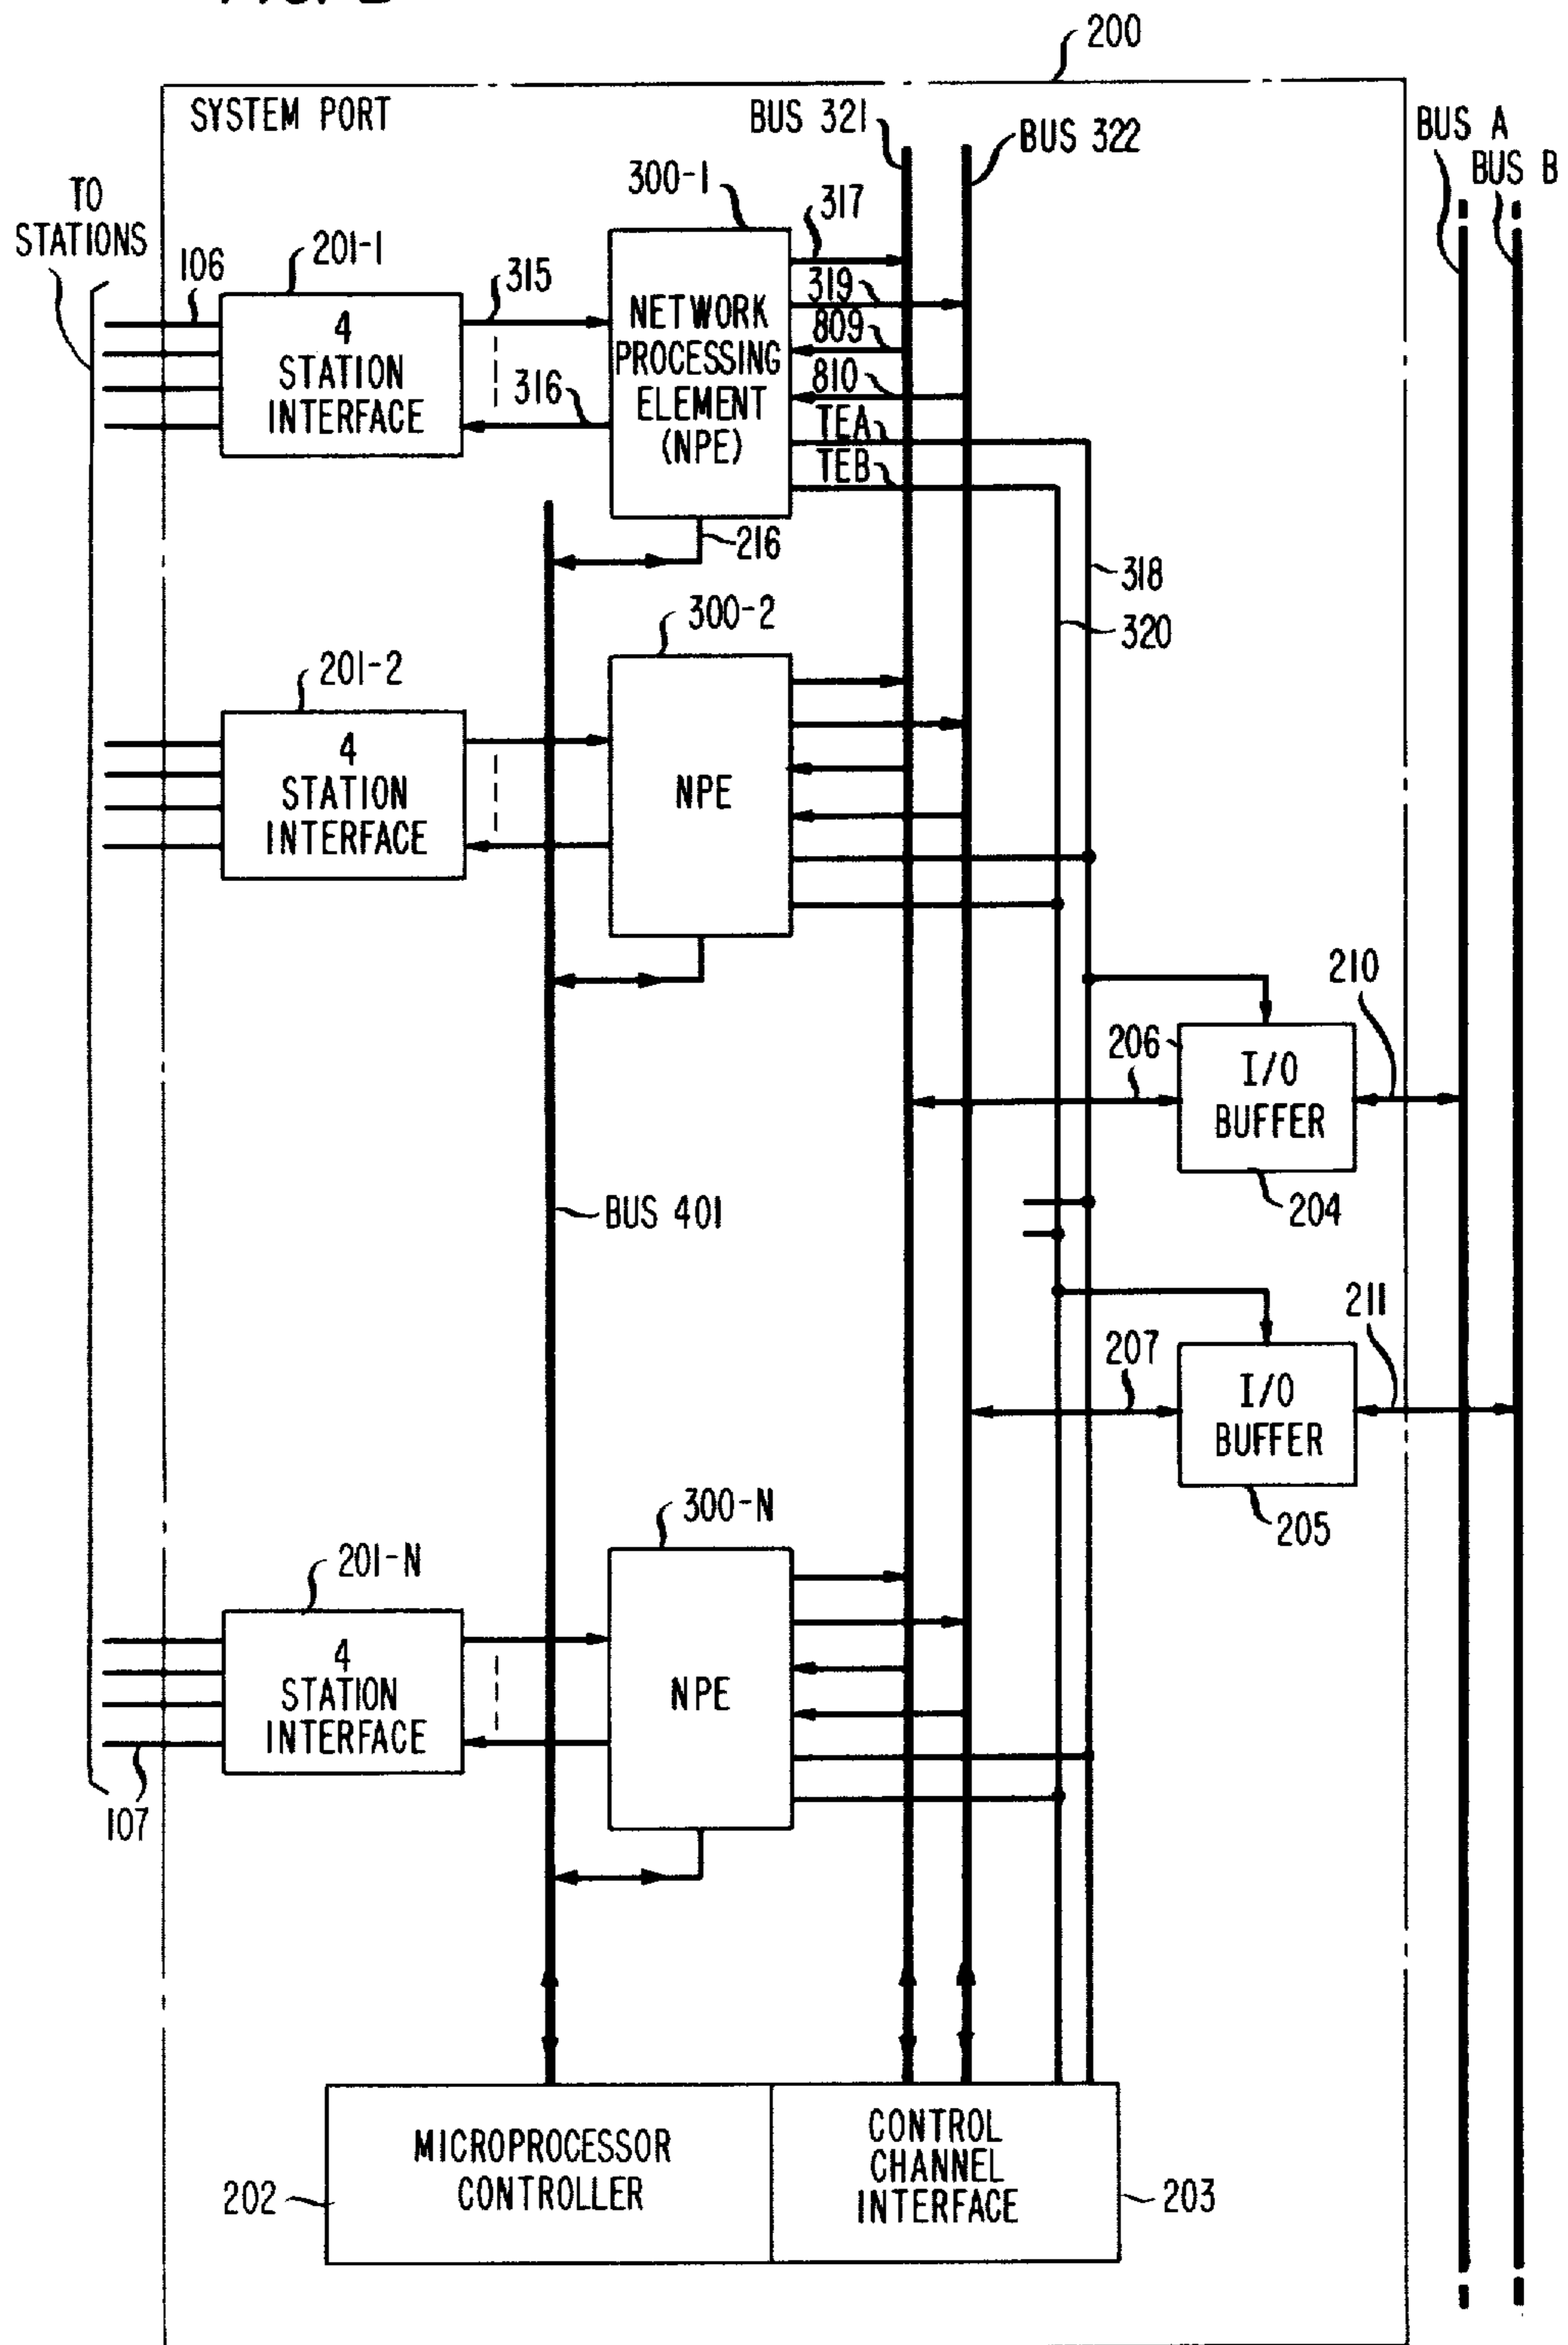 200
SYSTEM PORT
BUS 321
BUS 322
BUS A
BUS B
TO
STATIONS
106
201-1
4
STATION
INTERFACE
315
316
300-1
NETWORK
PROCESSING
ELEMENT
(NPE)
317
319
809
810
TEA
TEB
216
318
320
201-2
4
STATION
INTERFACE
300-2
NPE
210
206
I/O
BUFFER
204
BUS 401
211
207
I/O
BUFFER
205
201-N
4
STATION
INTERFACE
107
300-N
NPE
MICROPROCESSOR
CONTROLLER
202
CONTROL
CHANNEL
INTERFACE
203